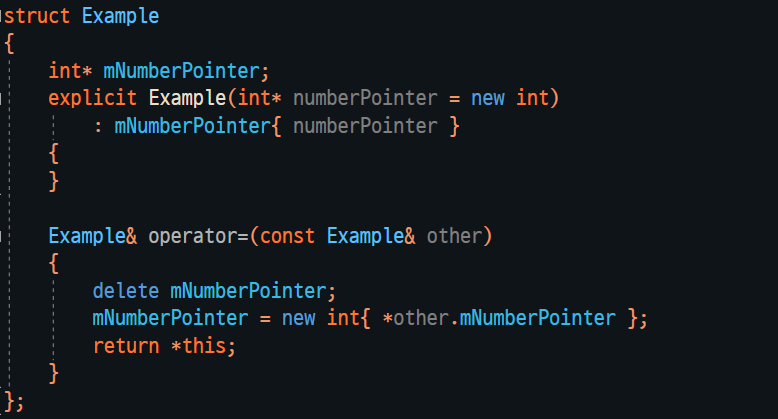 struct Example
{
int* mNumberPointer;
explicit Example(int* numberPointer = new int)
: mNumberPointer{ numberPointer }
{
}
Example& operator=(const Example& other)
{
delete mNumberPointer;
mNumberPointer = new int{ *other.mNumberPointer };
return *this;
}
};